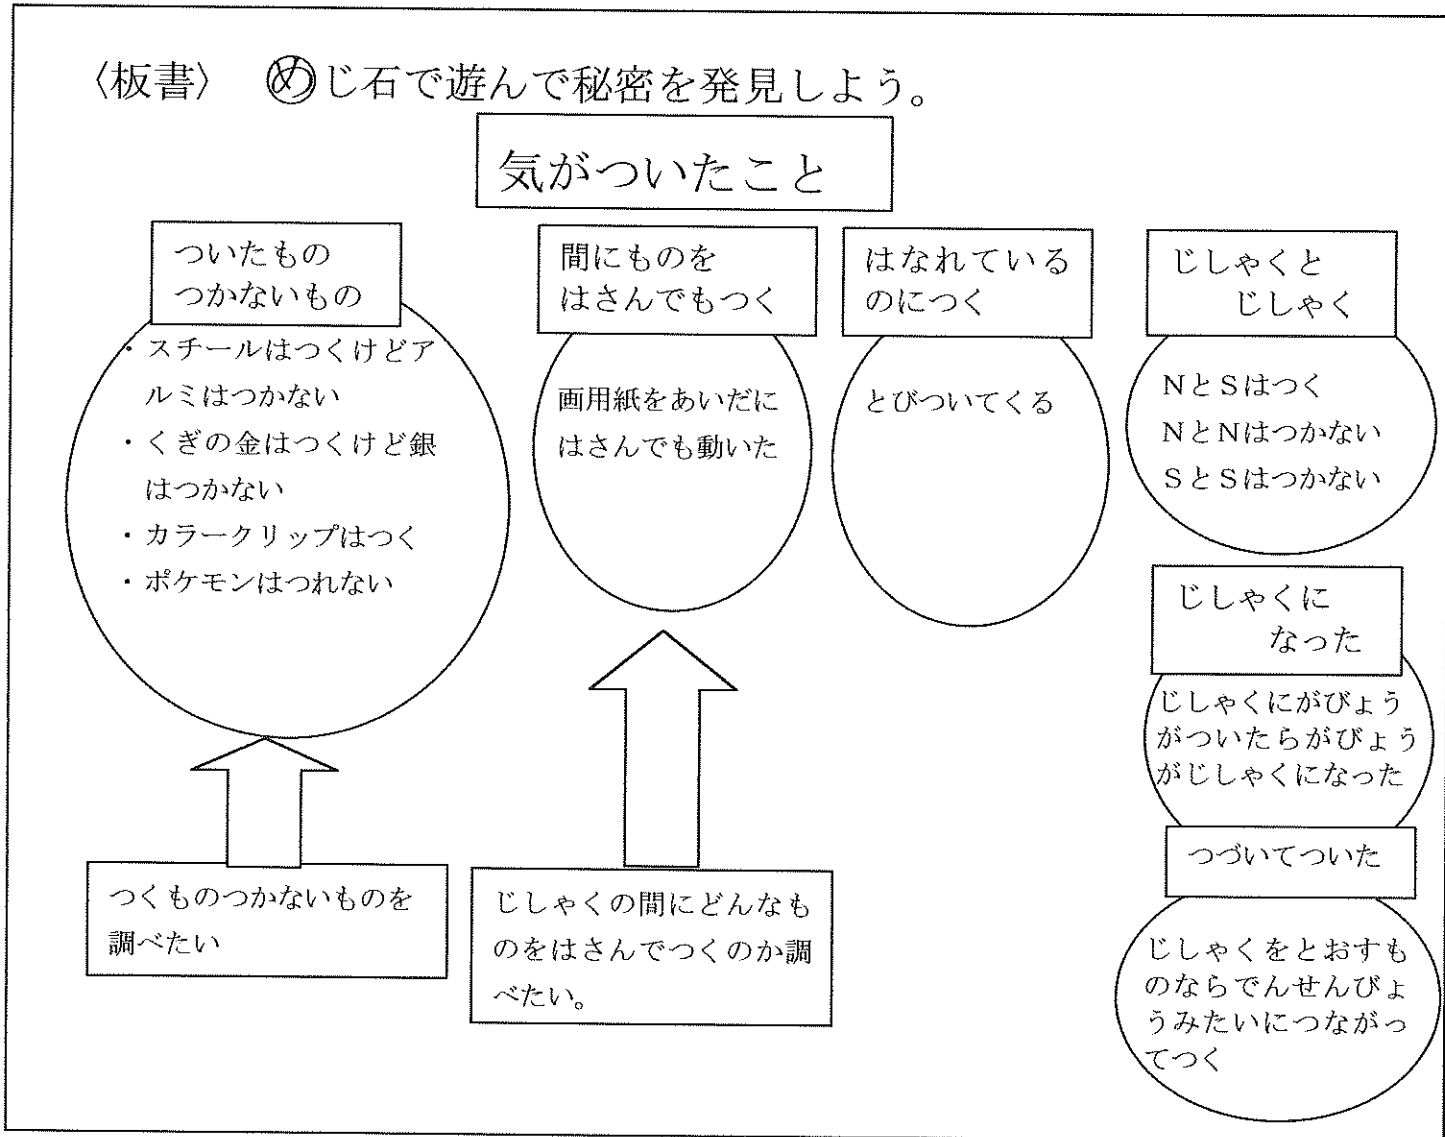 〈板書〉 ㋱じ石で遊んで秘密を発見しよう。
気がついたこと
ついたもの
つかないもの
・スチールはつくけどア
ルミはつかない
・くぎの金はつくけど銀
はつかない
・カラークリップはつく
・ポケモンはつれない
つくものつかないものを
調べたい
間にものを
はさんでもつく
画用紙をあいだに
はさんでも動いた
じしゃくの間にどんなも
のをはさんでつくのか調
べたい。
はなれている
のにつく
とびついてくる
じしゃくと
じしゃく
NとSはつく
NとNはつかない
SとSはつかない
じしゃくに
なった
じしゃくにがびょう
がついたらがびょう
がじしゃくになった
つづいてついた
じしゃくをとおすも
のならでんせんびょ
うみたいにつながっ
てつく